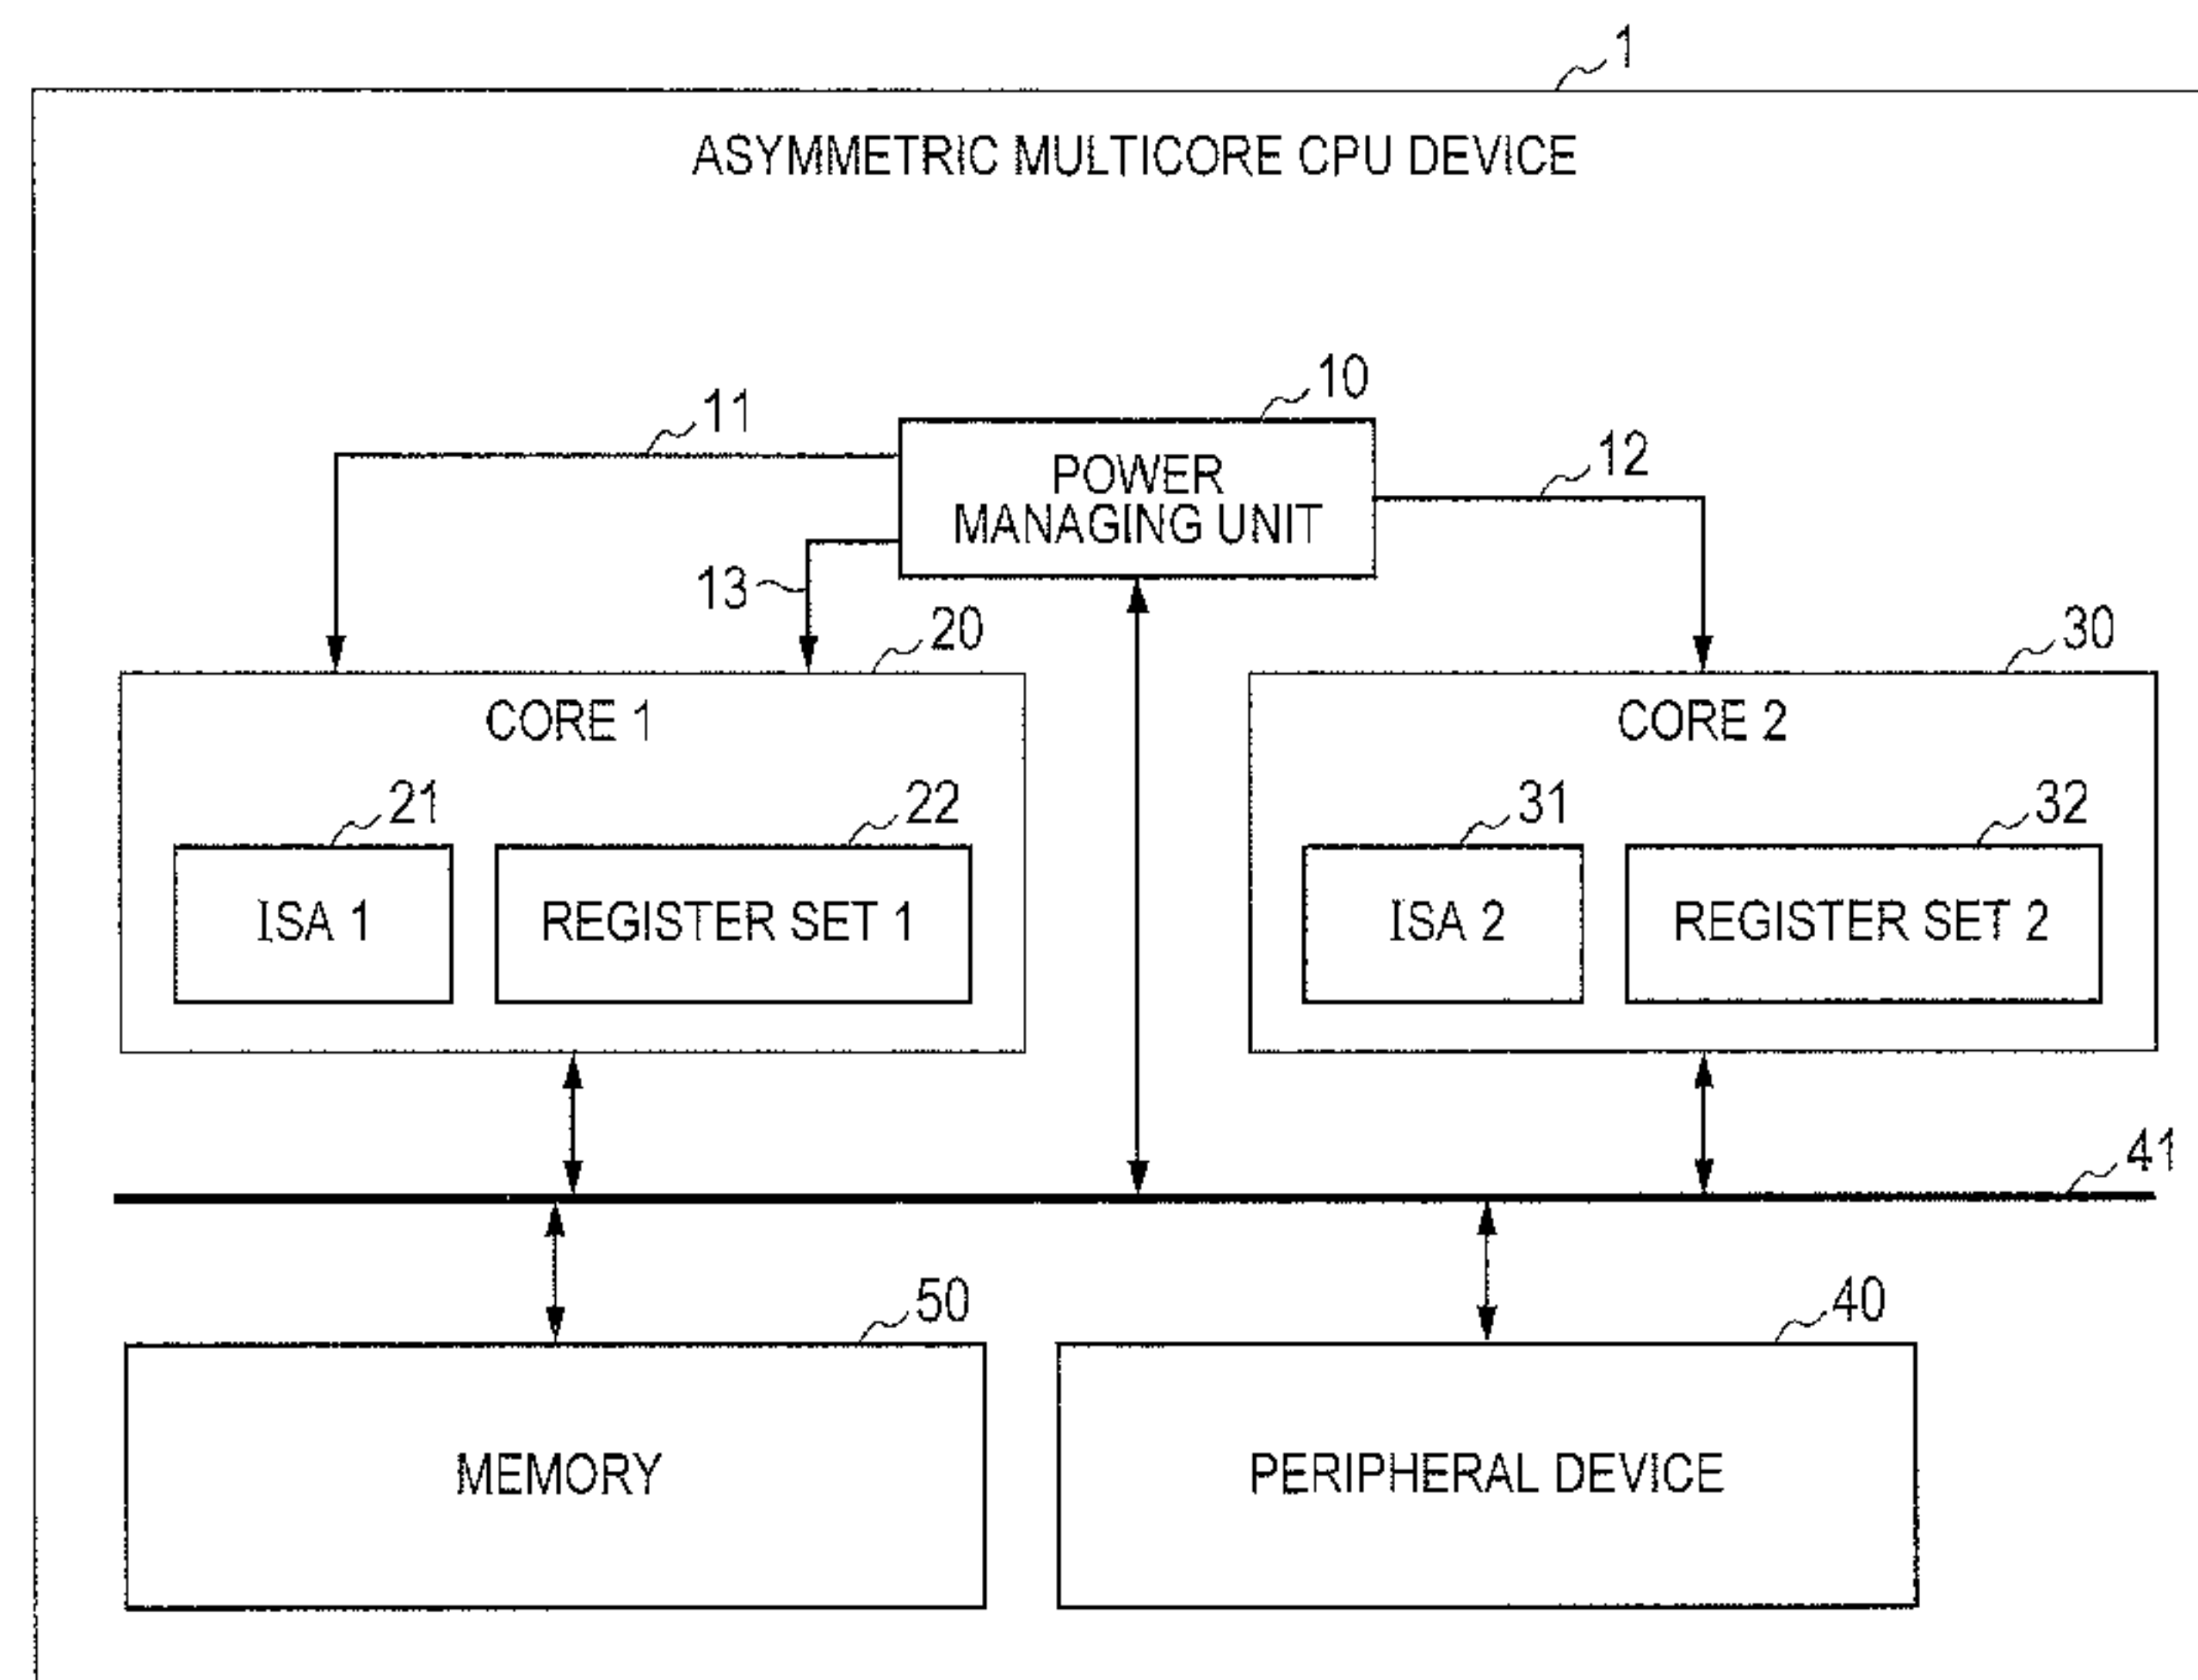 1
ASYMMETRIC MULTICORE CPU DEVICE
10
11
POWER
MANAGING UNIT
12
13
20
30
CORE 1
CORE 2
21
22
31
32
ISA 1
REGISTER SET 1
ISA 2
REGISTER SET 2
41
50
40
MEMORY
PERIPHERAL DEVICE